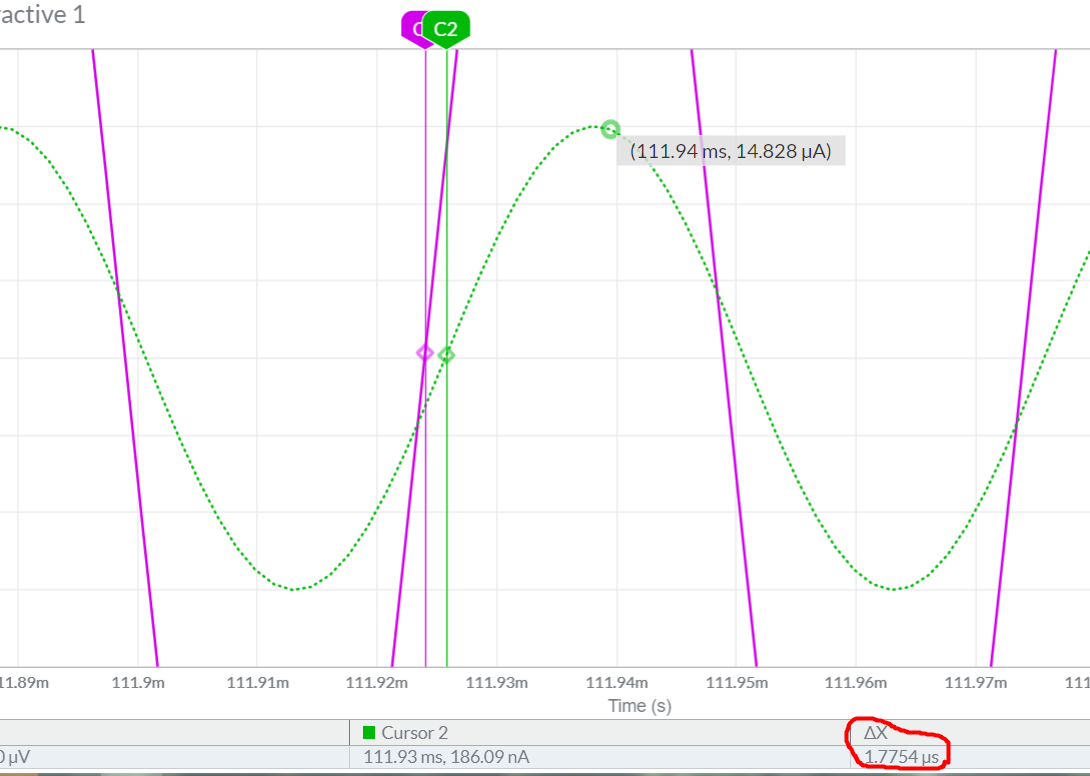 ractive 1
C C2
(111.94 ms, 14.828 μA)
11.89m 111.9m 111.91m 111.92m 111.93m 111.94m 111.95m 111.96m 111.97m 111
Time (s)
Cursor 2 ΔX
0 μV 111.93 ms, 186.09 nA 1.7754 μs